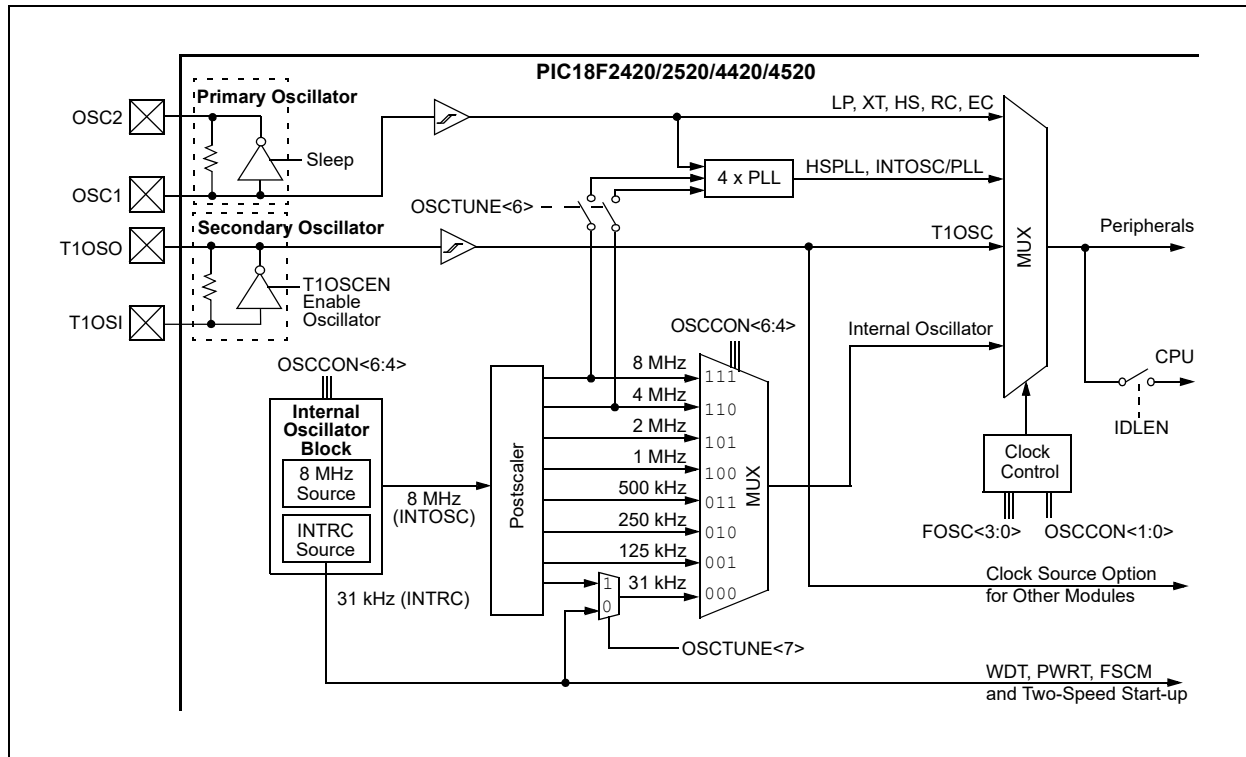 PIC18F2420/2520/4420/4520
Primary Oscillator
OSC2
Sleep
OSC1
LP, XT, HS, RC, EC
4 x PLL
HSPLL, INTOSC/PLL
OSCTUNE<6>
Secondary Oscillator
T1OSO
T1OSCEN
Enable
Oscillator
T1OSI
T1OSC
MUX
Peripherals
Internal Oscillator
CPU
IDLEN
Clock
Control
FOSC<3:0>
OSCCON<1:0>
OSCCON<6:4>
Internal
Oscillator
Block
8 MHz
Source
INTRC
Source
8 MHz
(INTOSC)
31 kHz (INTRC)
Postscaler
OSCCON<6:4>
8 MHz
111
4 MHz
110
2 MHz
101
1 MHz
100
500 kHz
011
250 kHz
010
125 kHz
001
1
0
31 kHz
000
MUX
OSCTUNE<7>
Clock Source Option
for Other Modules
WDT, PWRT, FSCM
and Two-Speed Start-up